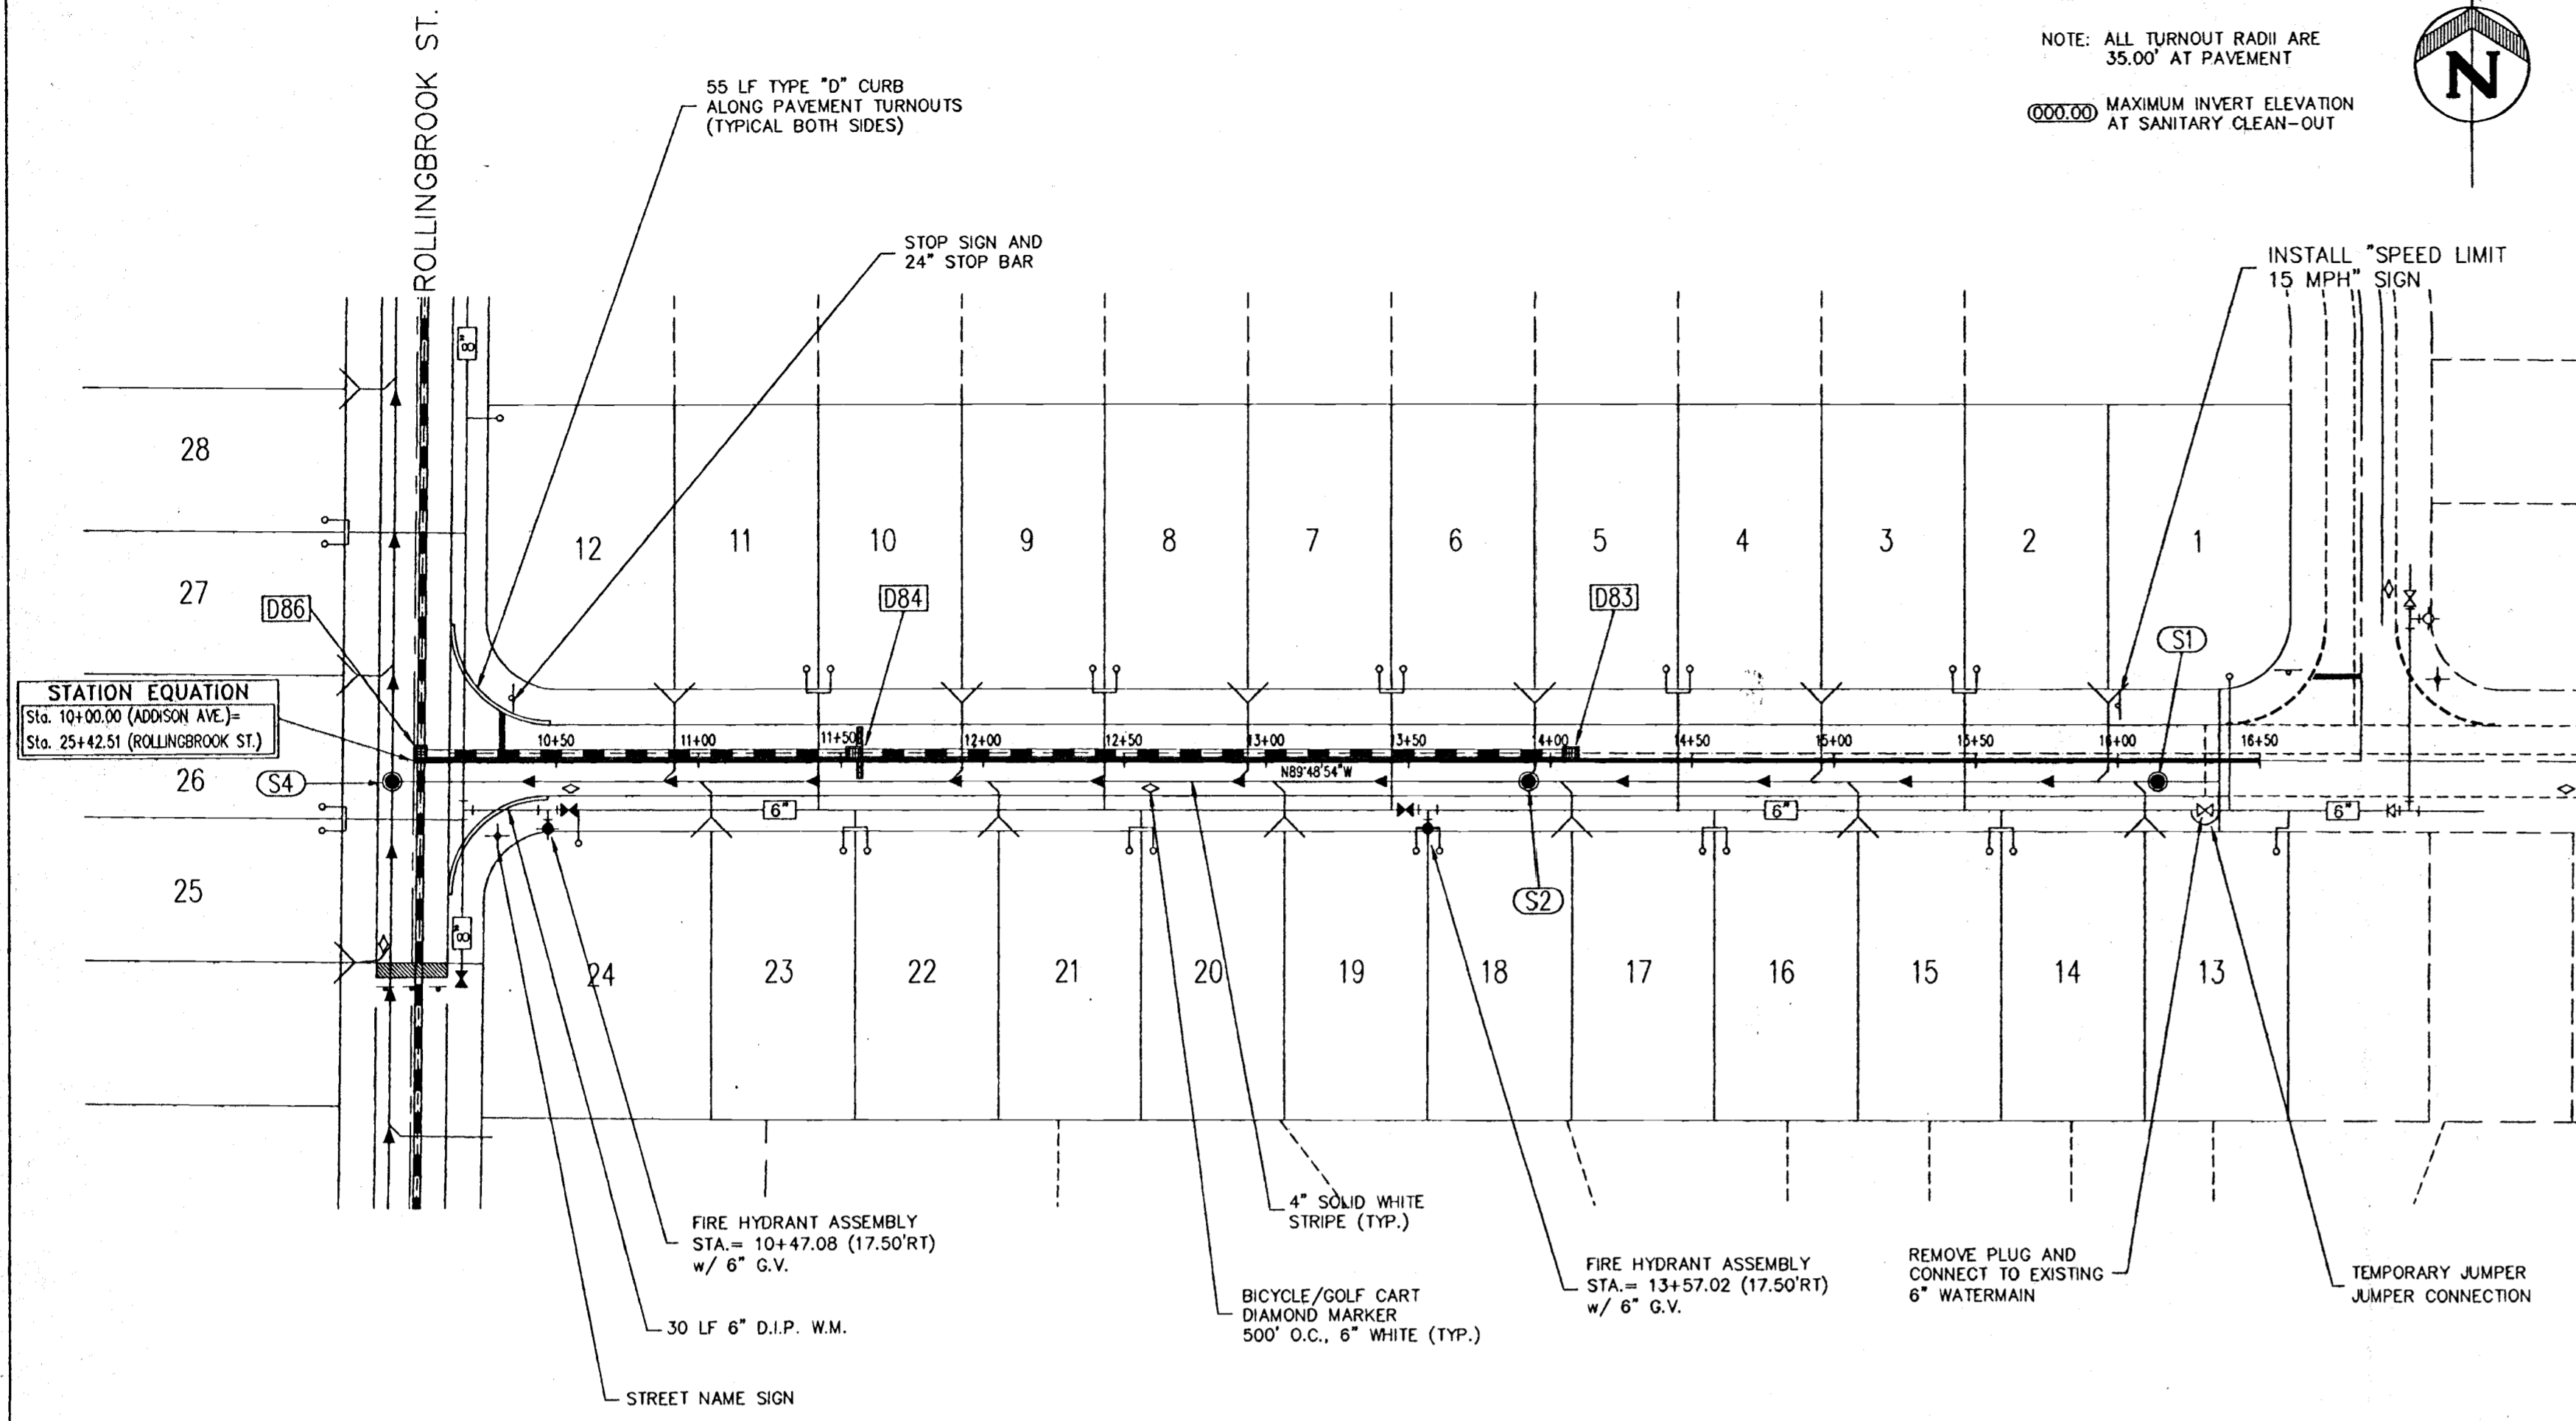 ROLLINGBROOK ST.
NOTE: ALL TURNOUT RADII ARE
35.00' AT PAVEMENT
000.00 MAXIMUM INVERT ELEVATION
AT SANITARY CLEAN-OUT
N
55 LF TYPE "D" CURB
ALONG PAVEMENT TURNOUTS
(TYPICAL BOTH SIDES)
STOP SIGN AND
24" STOP BAR
INSTALL "SPEED LIMIT
15 MPH" SIGN
8"
28
27
26
25
12
11
10
9
8
7
6
5
4
3
2
1
D86
D84
D83
S1
STATION EQUATION
Sta. 10+00.00 (ADDISON AVE.)=
Sta. 25+42.51 (ROLLINGBROOK ST.)
10+50
11+00
11+50
12+00
12+50
13+00
13+50
14+00
14+50
15+00
15+50
16+00
16+50
N89°48'54"W
S4
6"
6"
6"
S2
8"
24
23
22
21
20
19
18
17
16
15
14
13
FIRE HYDRANT ASSEMBLY
STA.= 10+47.08 (17.50'RT)
w/ 6" G.V.
30 LF 6" D.I.P. W.M.
STREET NAME SIGN
4" SOLID WHITE
STRIPE (TYP.)
BICYCLE/GOLF CART
DIAMOND MARKER
500' O.C., 6" WHITE (TYP.)
FIRE HYDRANT ASSEMBLY
STA.= 13+57.02 (17.50'RT)
w/ 6" G.V.
REMOVE PLUG AND
CONNECT TO EXISTING
6" WATERMAIN
TEMPORARY JUMPER
JUMPER CONNECTION